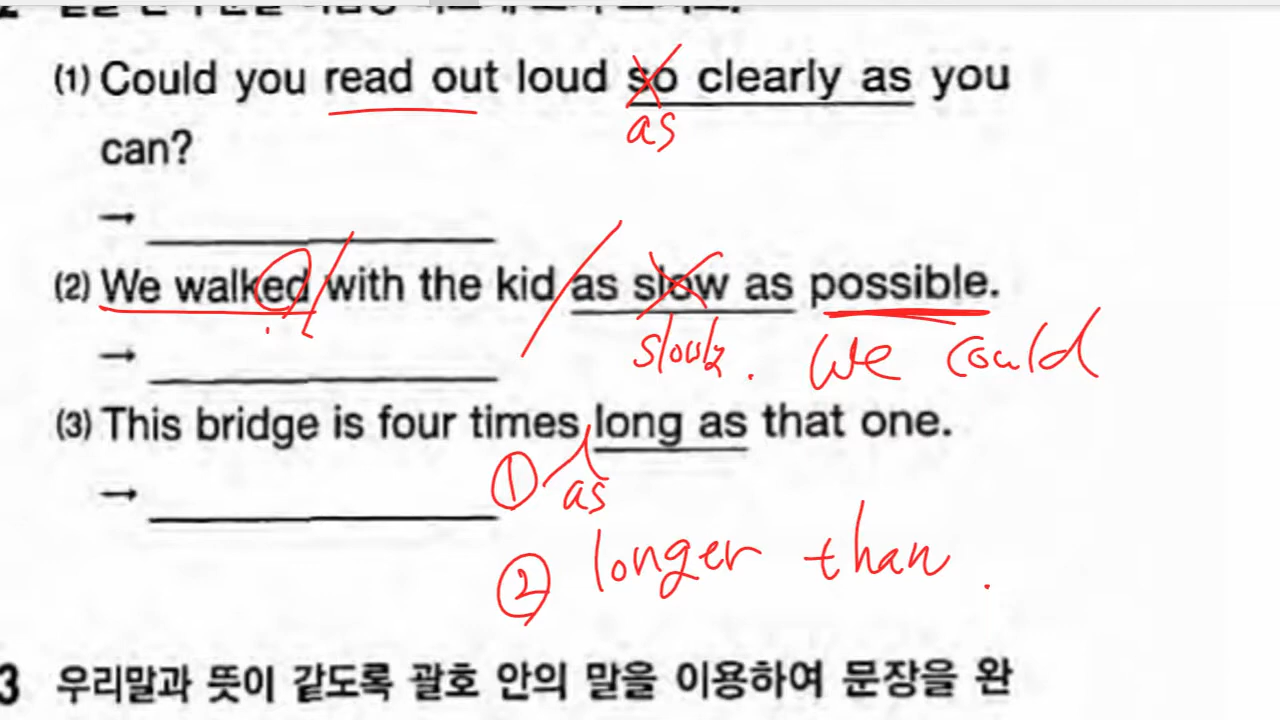 (1) Could you read out loud so clearly as you
as
can?
→
(2) We walked with the kid as slow as possible.
→ slowly. we could
(3) This bridge is four times long as that one.
→ ① as
② longer than.
3 우리말과 뜻이 같도록 괄호 안의 말을 이용하여 문장을 완